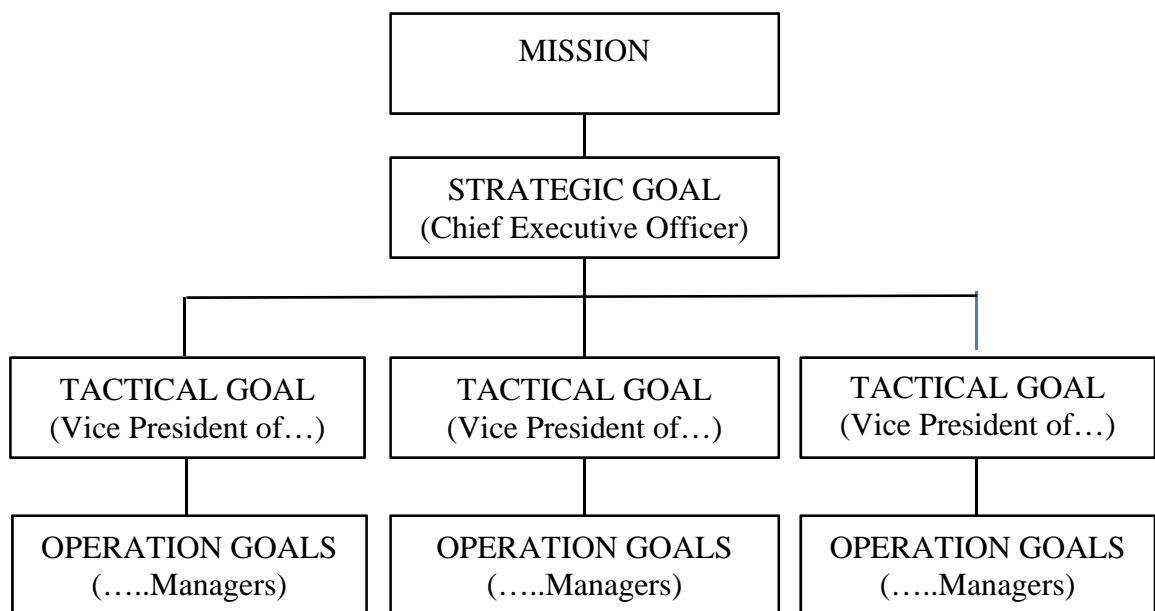 MISSION
STRATEGIC GOAL
(Chief Executive Officer)
TACTICAL GOAL
(Vice President of…)
TACTICAL GOAL
(Vice President of…)
TACTICAL GOAL
(Vice President of…)
OPERATION GOALS
(…..Managers)
OPERATION GOALS
(…..Managers)
OPERATION GOALS
(…..Managers)